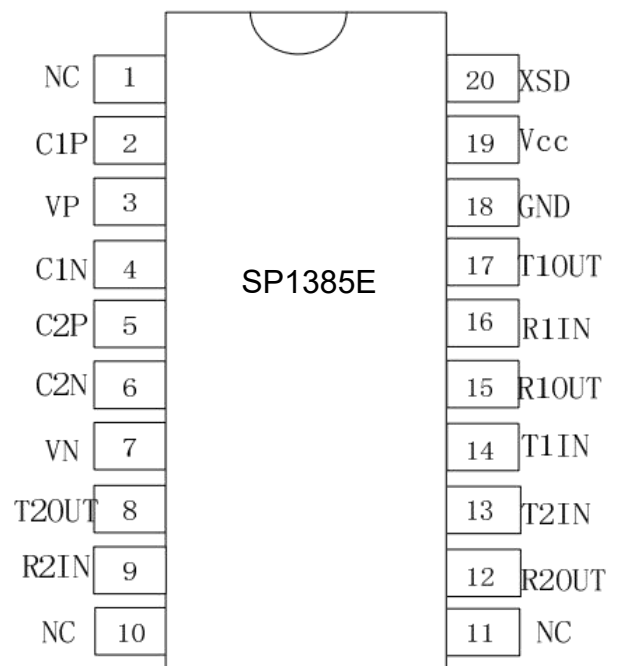 NC 1 20 XSD
C1P 2 19 Vcc
VP 3 18 GND
C1N 4 SP1385E 17 T1OUT
C2P 5 16 R1IN
C2N 6 15 R1OUT
VN 7 14 T1IN
T2OUT 8 13 T2IN
R2IN 9 12 R2OUT
NC 10 11 NC